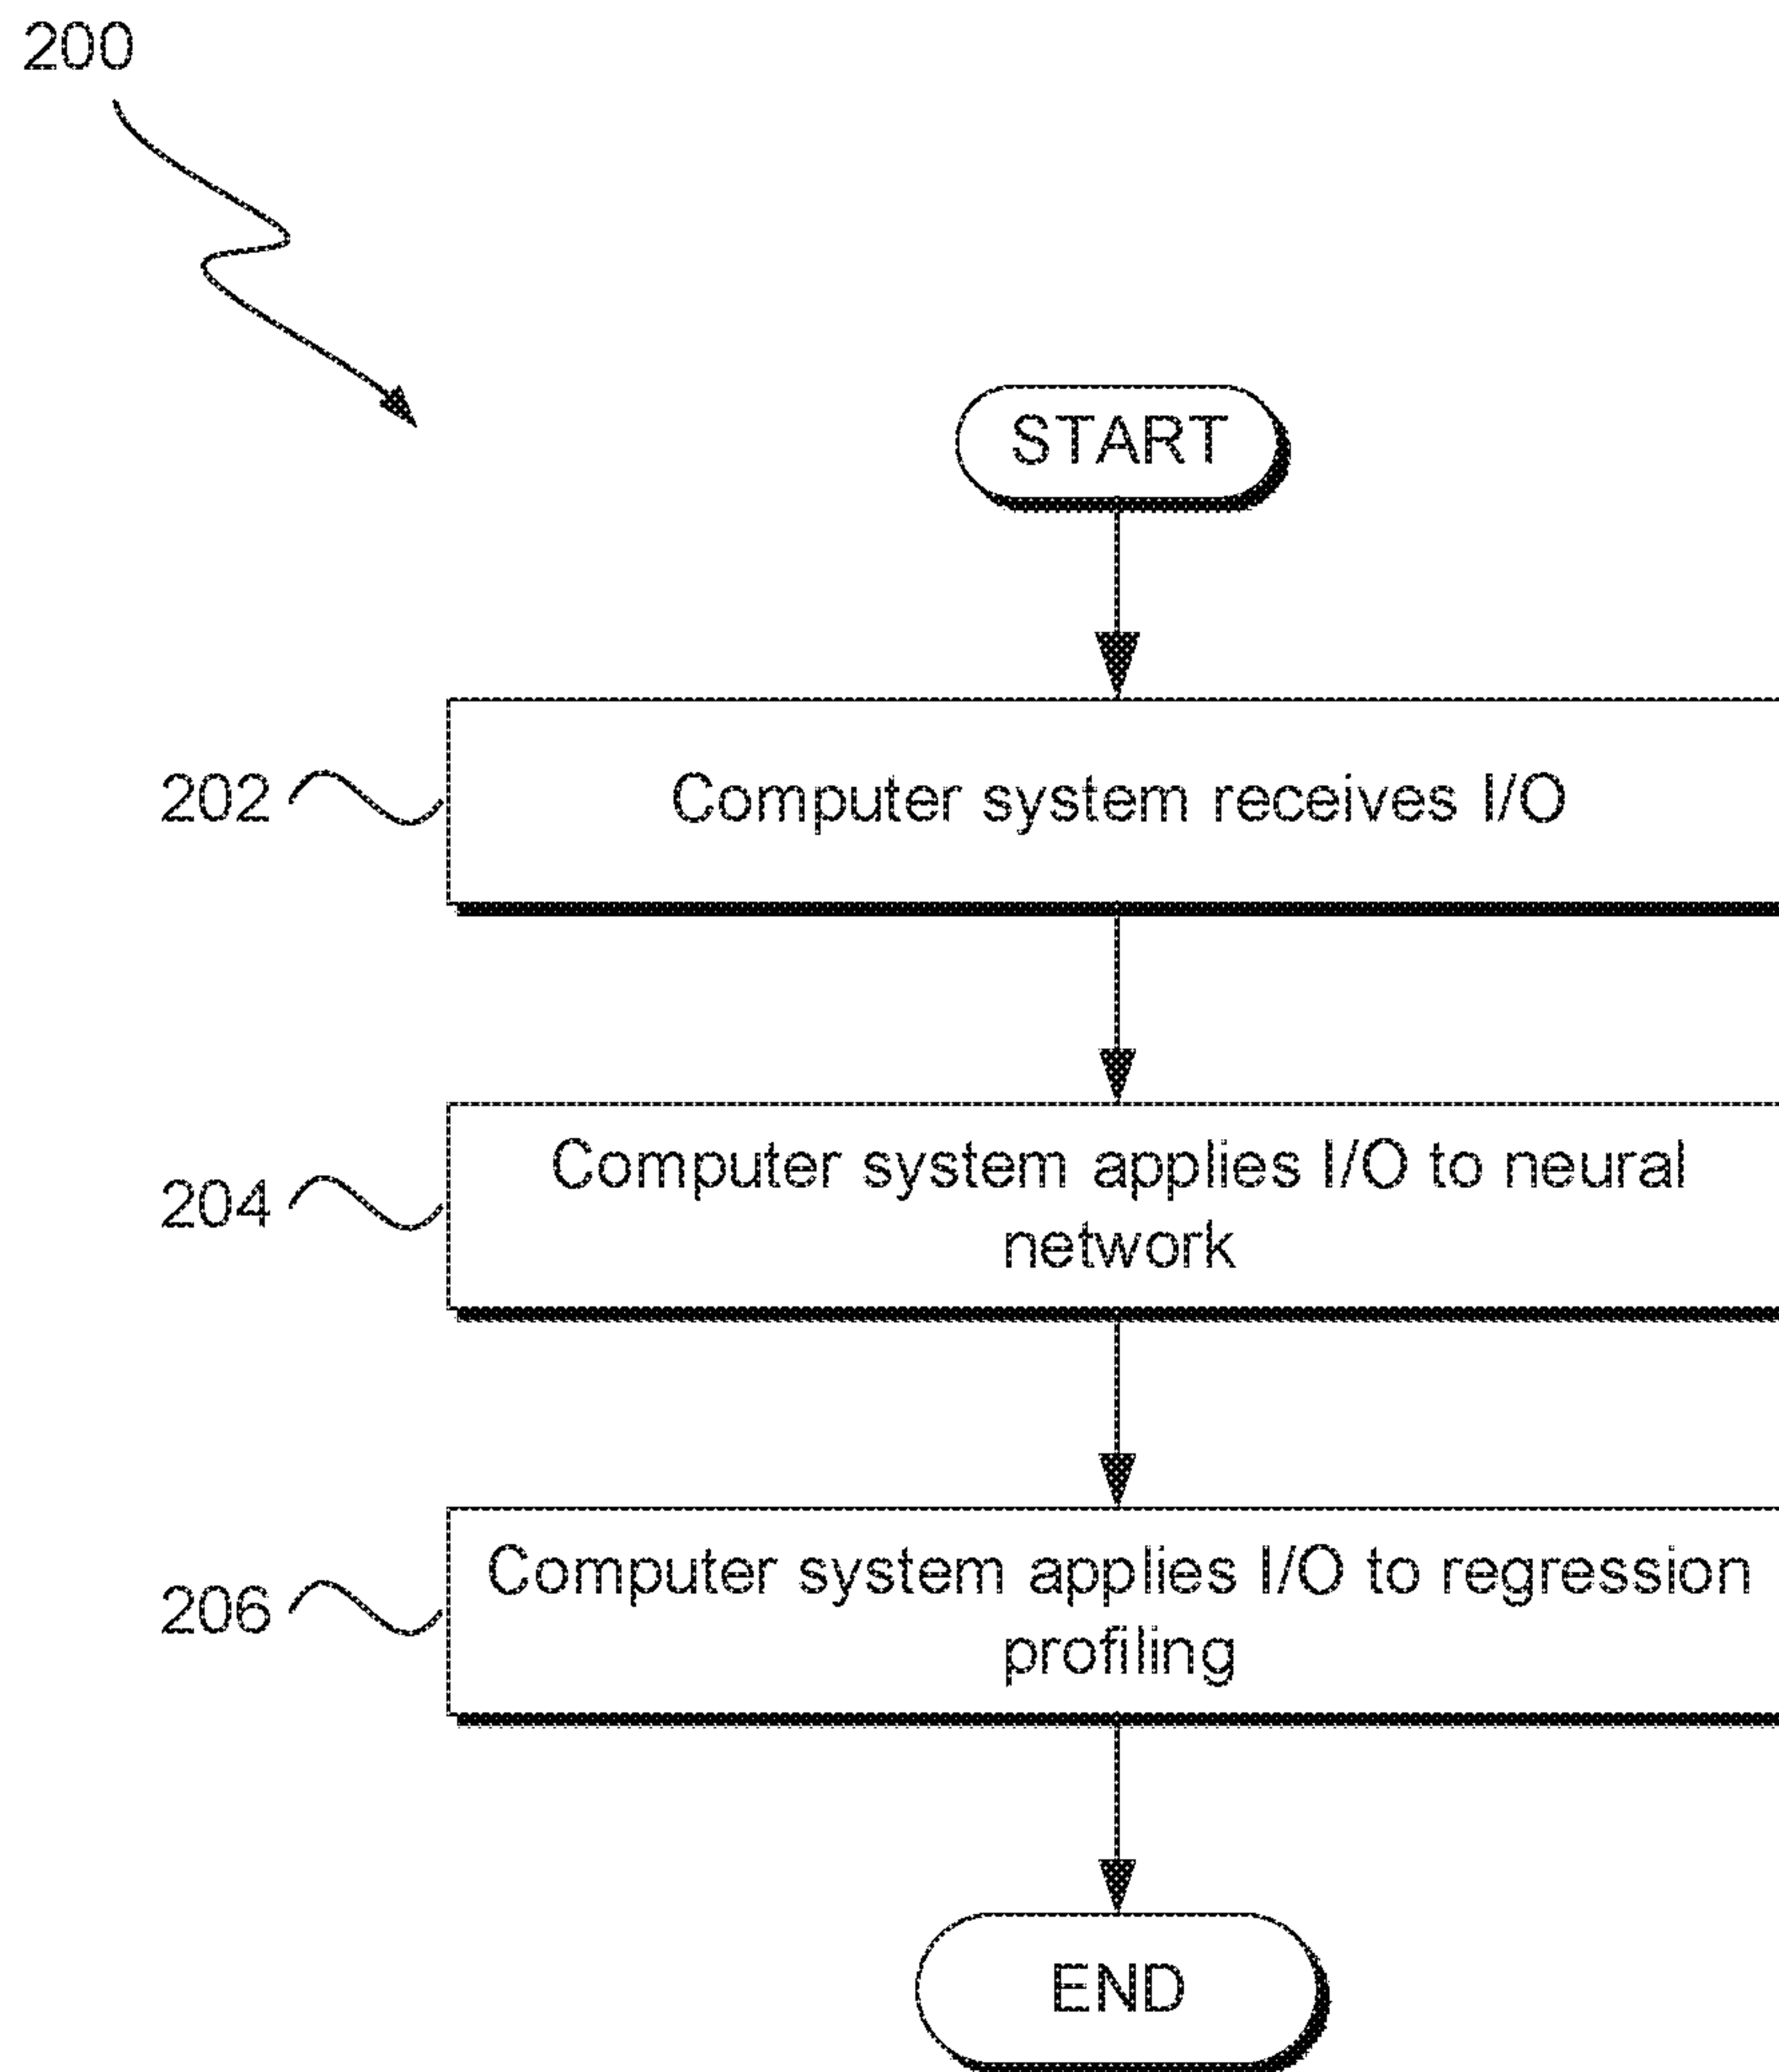 200
START
202
Computer system receives I/O
204
Computer system applies I/O to neural
network
206
Computer system applies I/O to regression
profiling
END